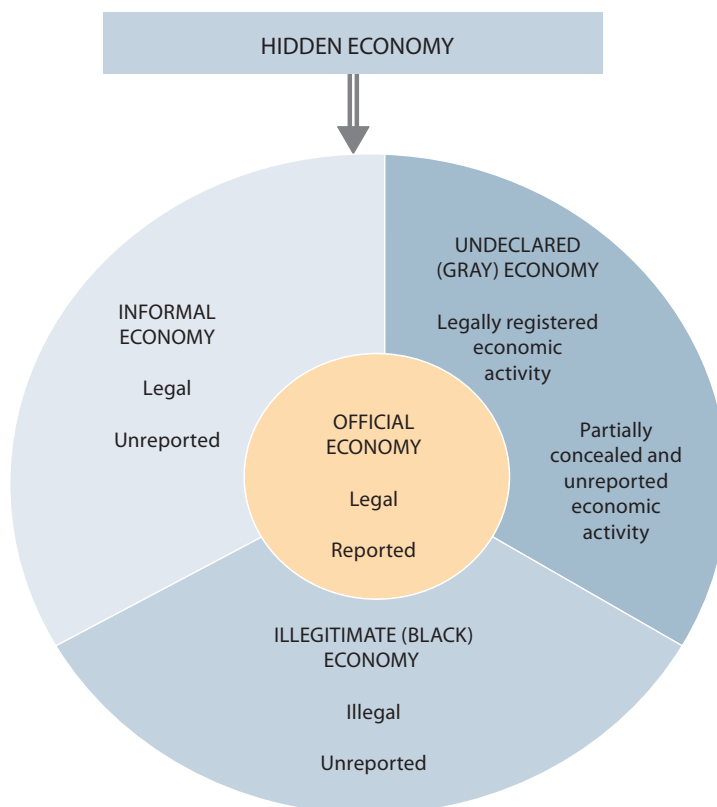 HIDDEN ECONOMY
UNDECLARED
(GRAY) ECONOMY
Legally registered
economic
activity
Partially
concealed and
unreported
economic
activity
INFORMAL
ECONOMY
Legal
Unreported
OFFICIAL
ECONOMY
Legal
Reported
ILLEGITIMATE (BLACK)
ECONOMY
Illegal
Unreported